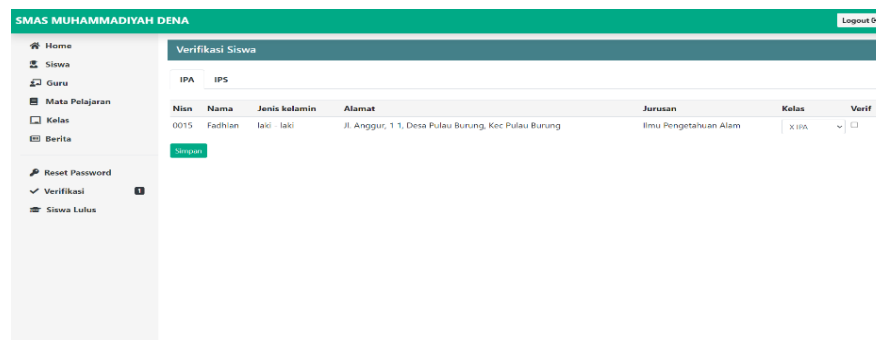 SMAS MUHAMMADIYAH DENA
Logout
Home
Siswa
Guru
Mata Pelajaran
Kelas
Berita
Reset Password
Verifikasi 1
Siswa Lulus
Verifikasi Siswa
IPA IPS
Nisn Nama Jenis kelamin Alamat Jurusan Kelas Verif
0015 Fadhlan laki - laki Jl. Anggur, 1 1, Desa Pulau Burung, Kec Pulau Burung Ilmu Pengetahuan Alam X IPA
Simpan